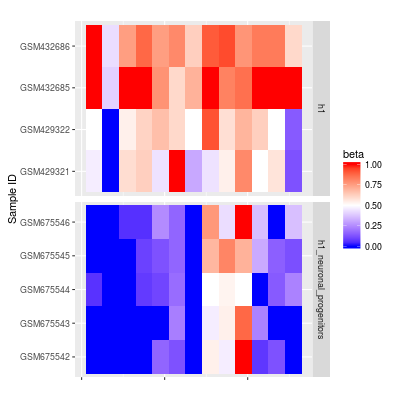 GSM432686
GSM432685
GSM429322
GSM429321
GSM675546
GSM675545
GSM675544
GSM675543
GSM675542
Sample ID
h1
h1_neuronal_progenitors
beta
1.00
0.75
0.50
0.25
0.00